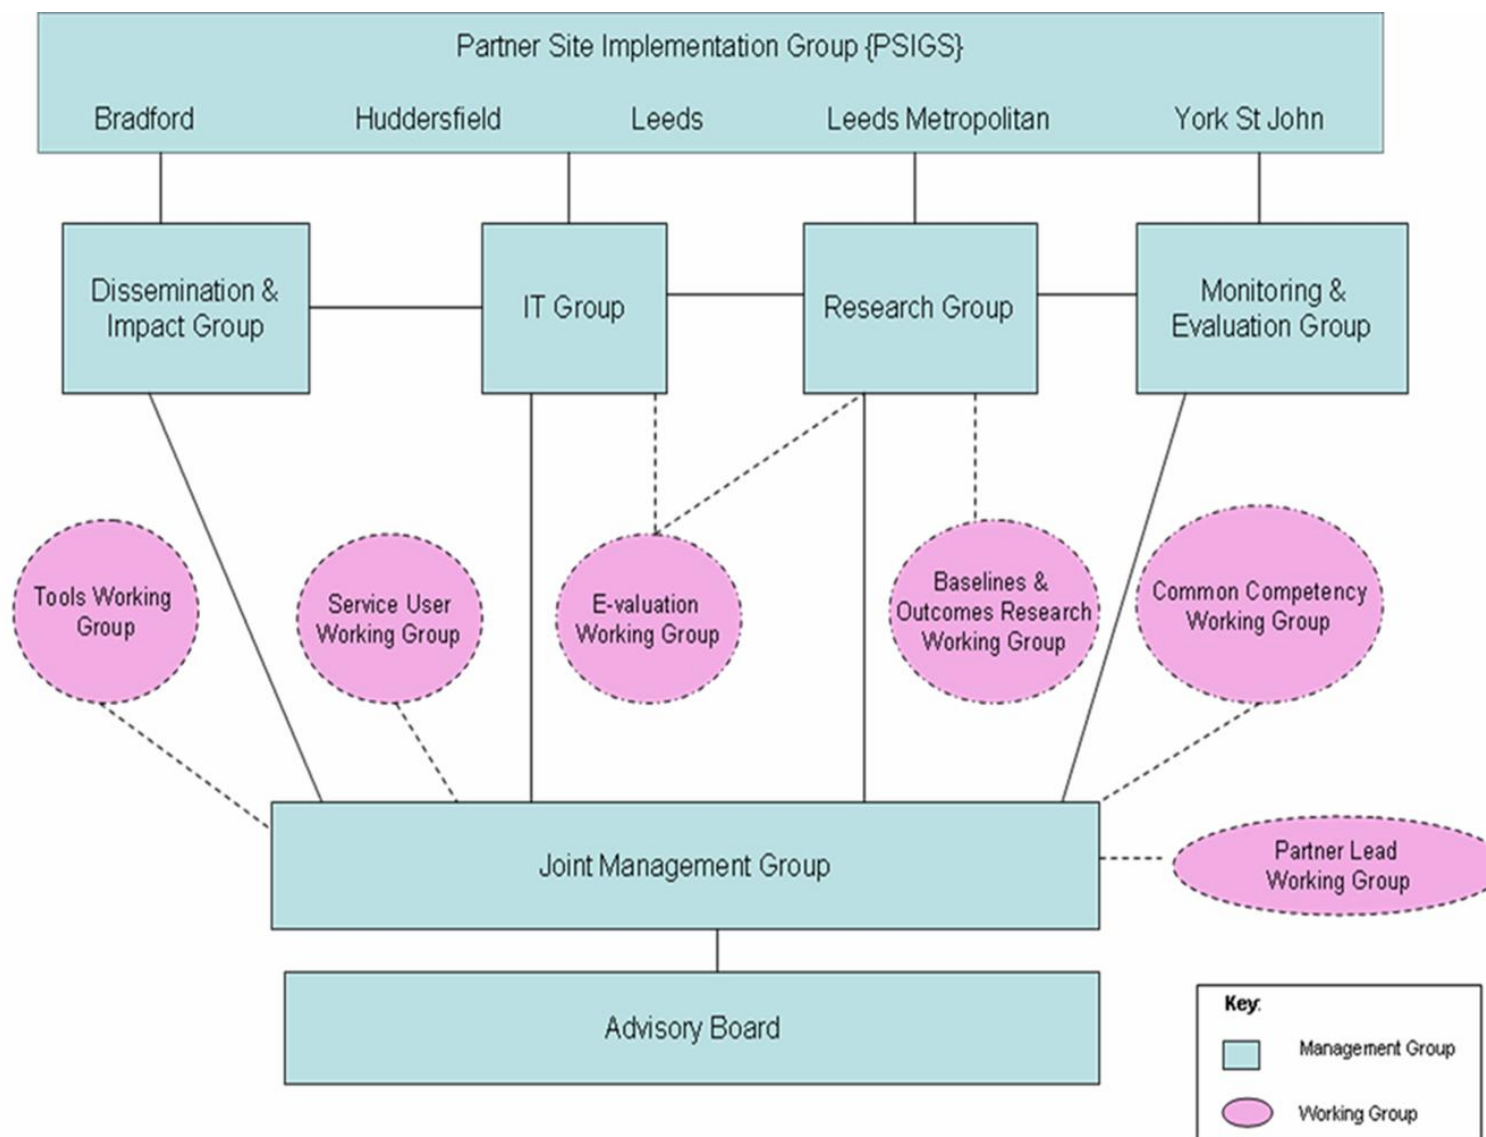 Partner Site Implementation Group {PSIGS}
Bradford Huddersfield Leeds Leeds Metropolitan York St John
Dissemination &
Impact Group
IT Group
Research Group
Monitoring &
Evaluation Group
Tools Working
Group
Service User
Working Group
E-valuation
Working Group
Baselines &
Outcomes Research
Working Group
Common Competency
Working Group
Joint Management Group
Partner Lead
Working Group
Advisory Board
Key:
Management Group
Working Group